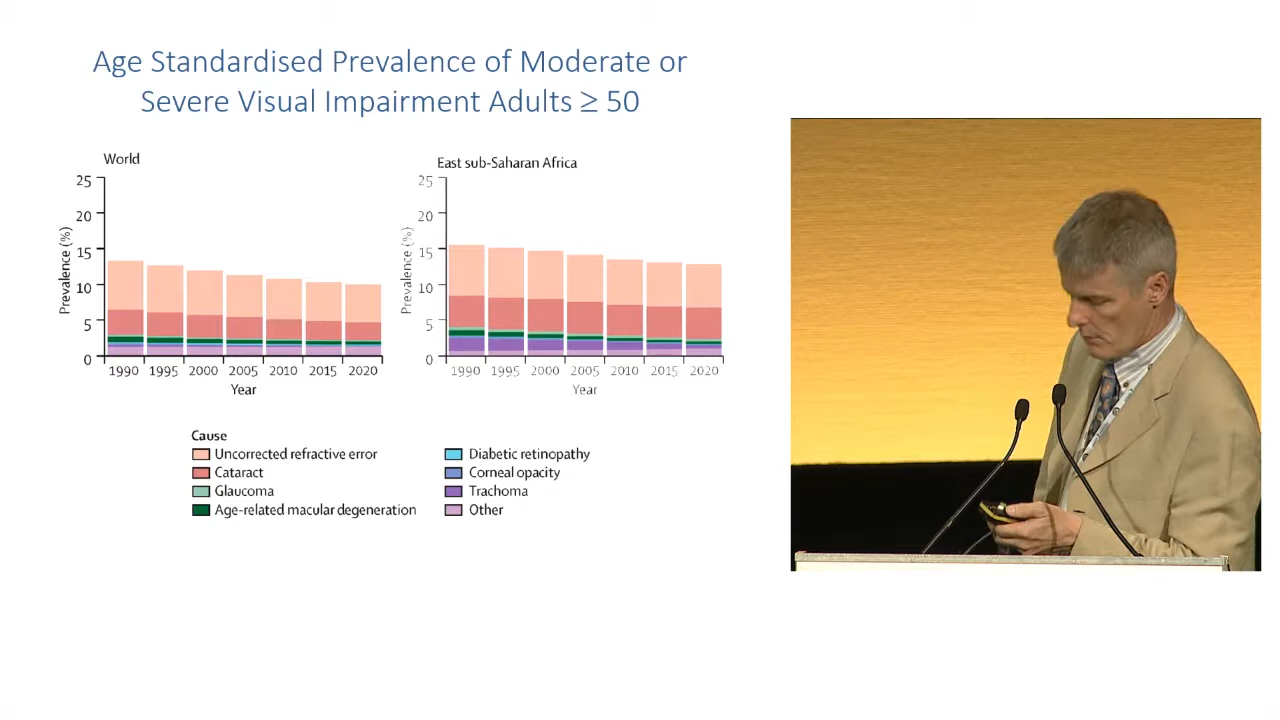 Age Standardised Prevalence of Moderate or
Severe Visual Impairment Adults ≥ 50
World
25
20
15
10
5
0
Prevalence (%)
1990 1995 2000 2005 2010 2015 2020
Year
East sub-Saharan Africa
25
20
15
10
5
0
Prevalence (%)
1990 1995 2000 2005 2010 2015 2020
Year
Cause
Uncorrected refractive error
Cataract
Glaucoma
Age-related macular degeneration
Diabetic retinopathy
Corneal opacity
Trachoma
Other